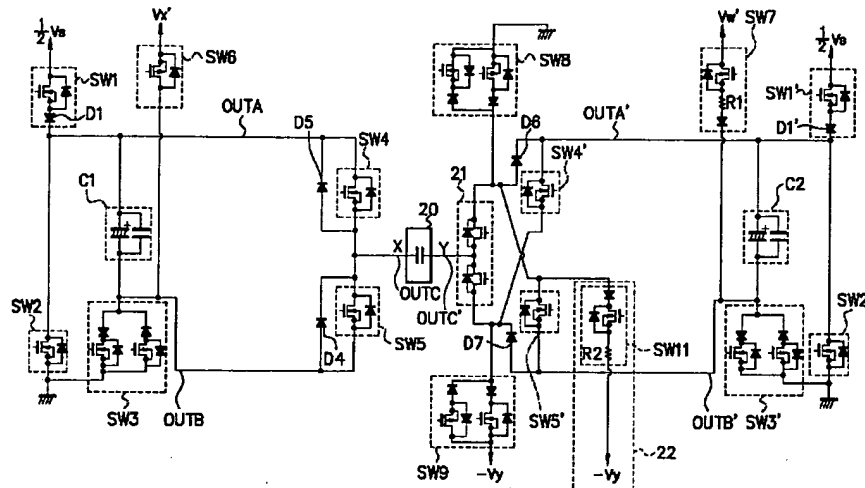 ½ Vs
Vx'
SW6
SW1
D1
OUTA
D5
SW4
C1
20
X
Y
OUTC
OUTC'
SW2
SW3
OUTB
D4
SW5
SW8
D6
OUTA'
SW4'
21
Vw'
SW7
R1
½ Vs
SW1'
D1'
C2
SW2
D7
SW5'
R2
SW11
OUTB'
SW3'
SW9
-Vy
22
-Vy